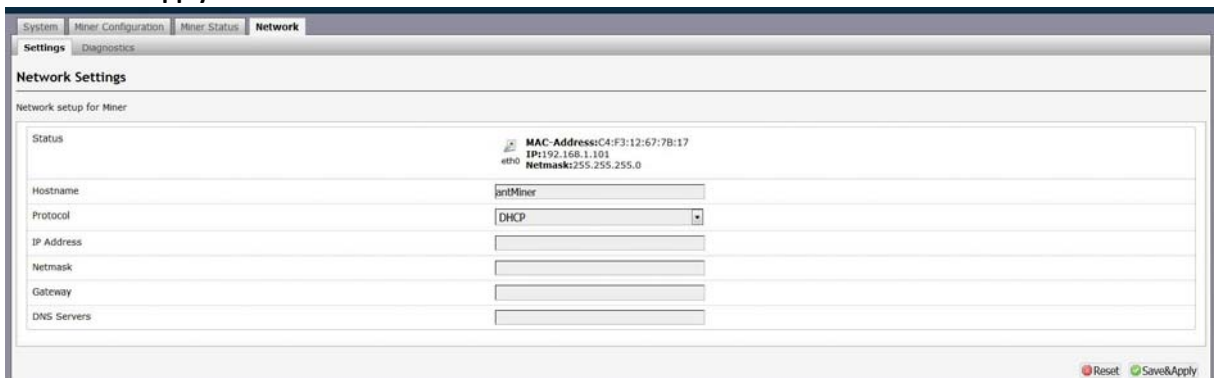 System Miner Configuration Miner Status Network
Settings Diagnostics
Network Settings
Network setup for Miner
Status
MAC-Address:C4:F3:12:67:7B:17
IP:192.168.1.101
eth0
Netmask:255.255.255.0
Hostname antMiner
Protocol DHCP
IP Address
Netmask
Gateway
DNS Servers
Reset Save&Apply